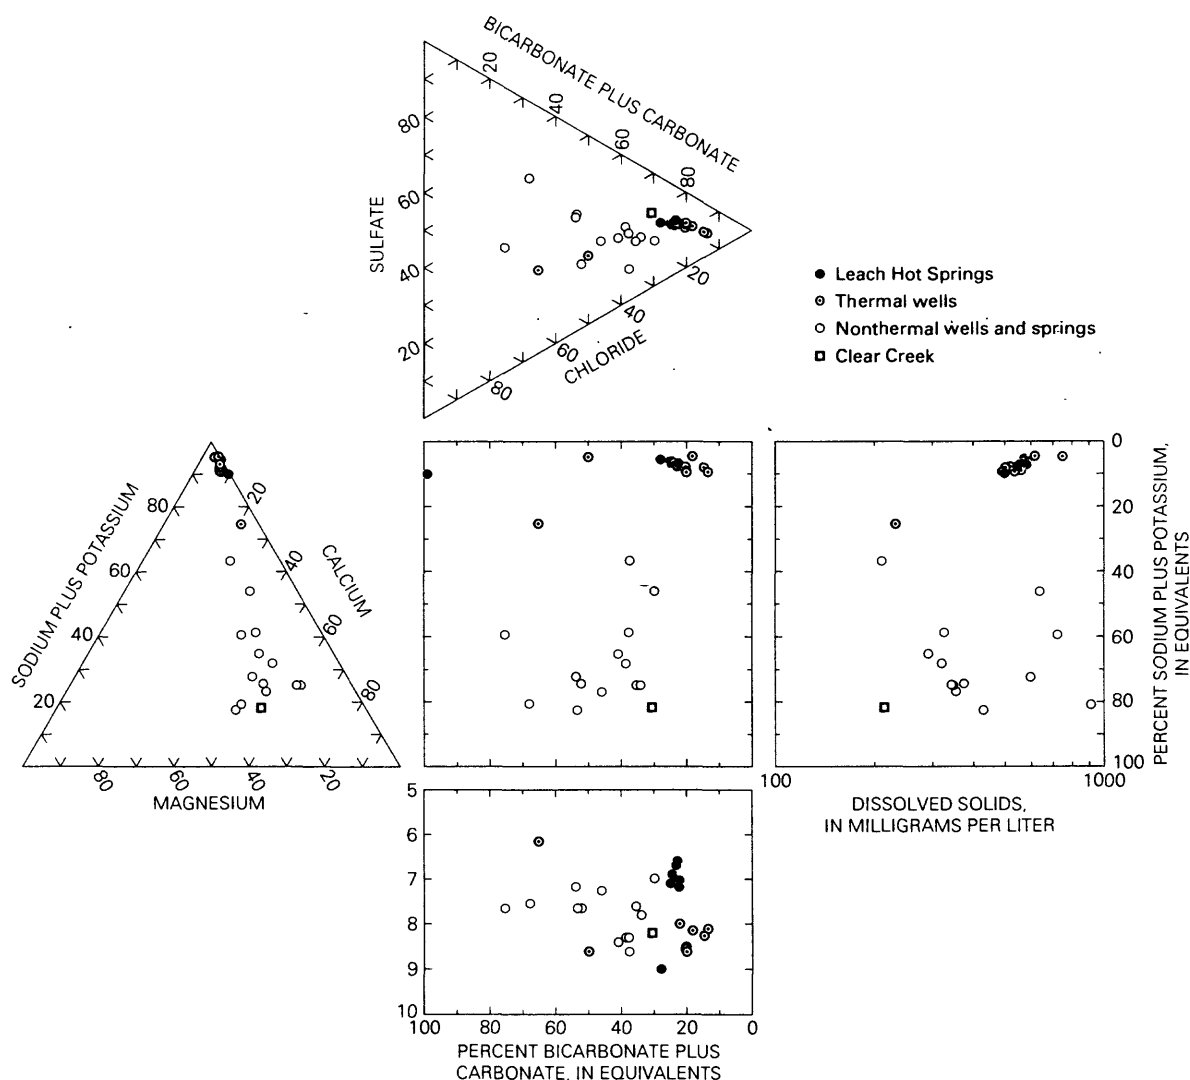 BICARBONATE PLUS CARBONATE
20
40
60
80
SULFATE
80
60
40
20
CHLORIDE
20
40
60
80
Leach Hot Springs
Thermal wells
Nonthermal wells and springs
Clear Creek
SODIUM PLUS POTASSIUM
80
60
40
20
CALCIUM
20
40
60
80
80
60
40
20
MAGNESIUM
0
20
40
60
80
100
PERCENT SODIUM PLUS POTASSIUM,
IN EQUIVALENTS
100
1000
DISSOLVED SOLIDS,
IN MILLIGRAMS PER LITER
5
6
7
8
9
10
100
80
60
40
20
0
PERCENT BICARBONATE PLUS
CARBONATE, IN EQUIVALENTS